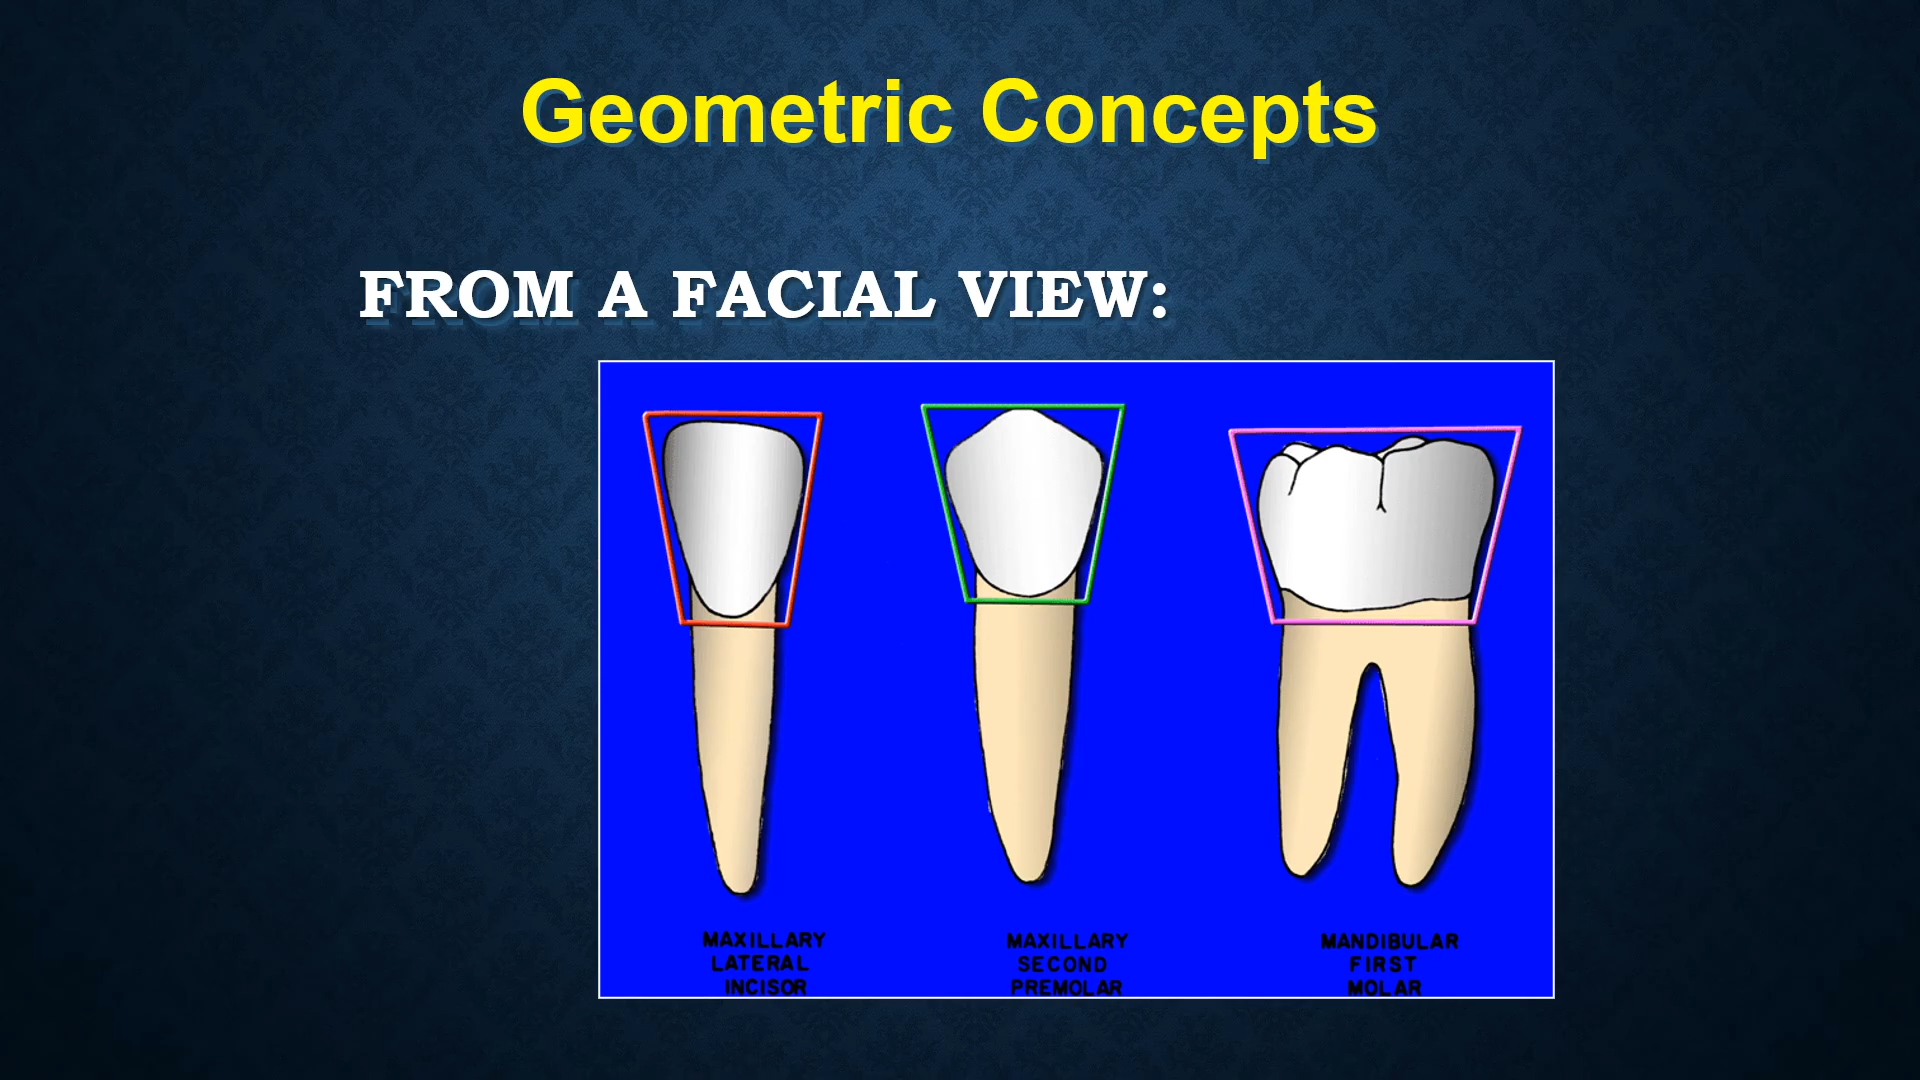 Geometric Concepts
FROM A FACIAL VIEW:
MAXILLARY
LATERAL
INCISOR
MAXILLARY
SECOND
PREMOLAR
MANDIBULAR
FIRST
MOLAR